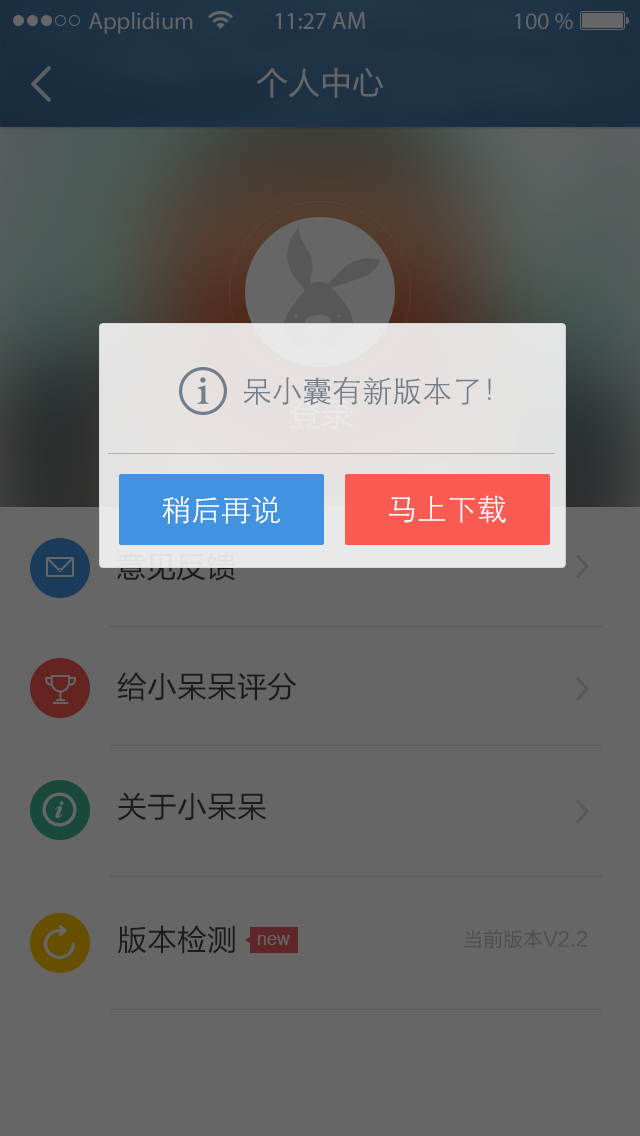 Applidium 11:27 AM 100 %
个人中心
呆小囊有新版本了！
登录
稍后再说 马上下载
意见反馈
给小呆呆评分
关于小呆呆
版本检测 new 当前版本V2.2